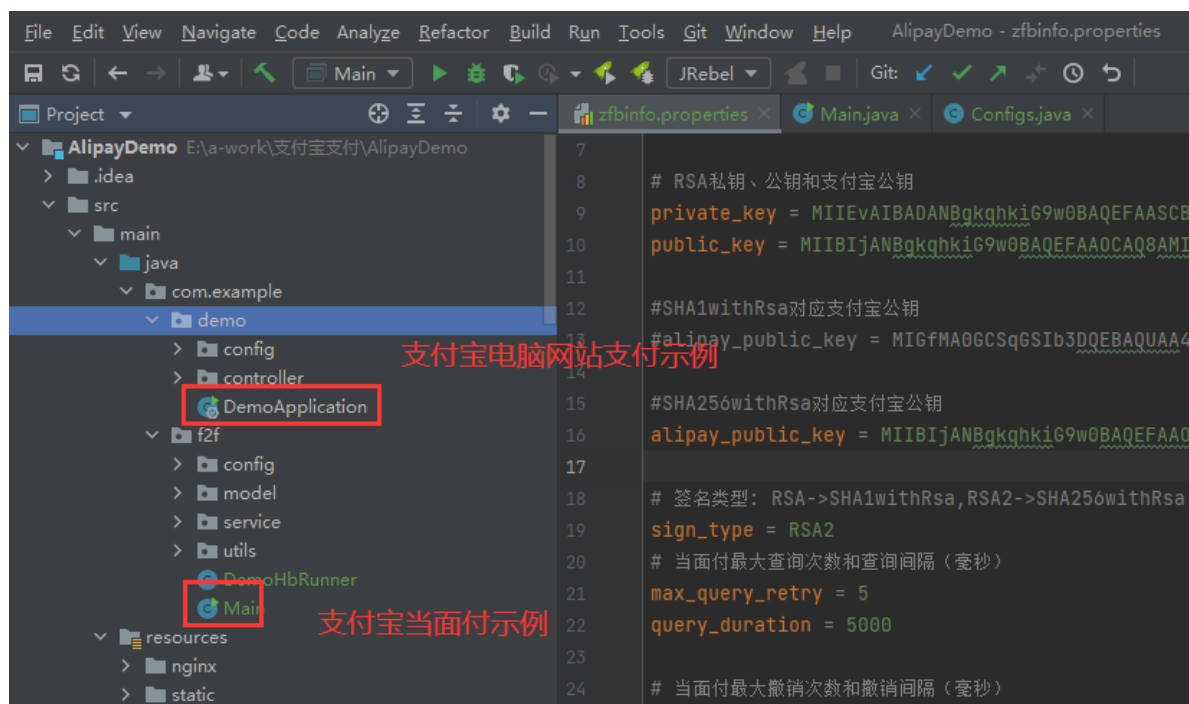 File Edit View Navigate Code Analyze Refactor Build Run Tools Git Window Help AlipayDemo - zfbinfo.properties
Main JRebel Git:
Project
zfbinfo.properties Main.java Configs.java
AlipayDemo E:\a-work\支付宝支付\AlipayDemo
.idea
src
main
java
com.example
demo
config
controller
DemoApplication
f2f
config
model
service
utils
DemoHbRunner
Main
resources
nginx
static
支付宝电脑网站支付示例
支付宝当面付示例
7
8 # RSA私钥、公钥和支付宝公钥
9 private_key = MIIEvAIBADANBgkqhkiG9w0BAQEFAASCB
10 public_key = MIIBIjANBgkqhkiG9w0BAQEFAAOCAQ8AMI
11
12 #SHA1withRsa对应支付宝公钥
13 #alipay_public_key = MIGfMA0GCSqGSIb3DQEBAQUAA4
14
15 #SHA256withRsa对应支付宝公钥
16 alipay_public_key = MIIBIjANBgkqhkiG9w0BAQEFAAO
17
18 # 签名类型: RSA->SHA1withRsa,RSA2->SHA256withRsa
19 sign_type = RSA2
20 # 当面付最大查询次数和查询间隔（毫秒）
21 max_query_retry = 5
22 query_duration = 5000
23
24 # 当面付最大撤销次数和撤销间隔（毫秒）